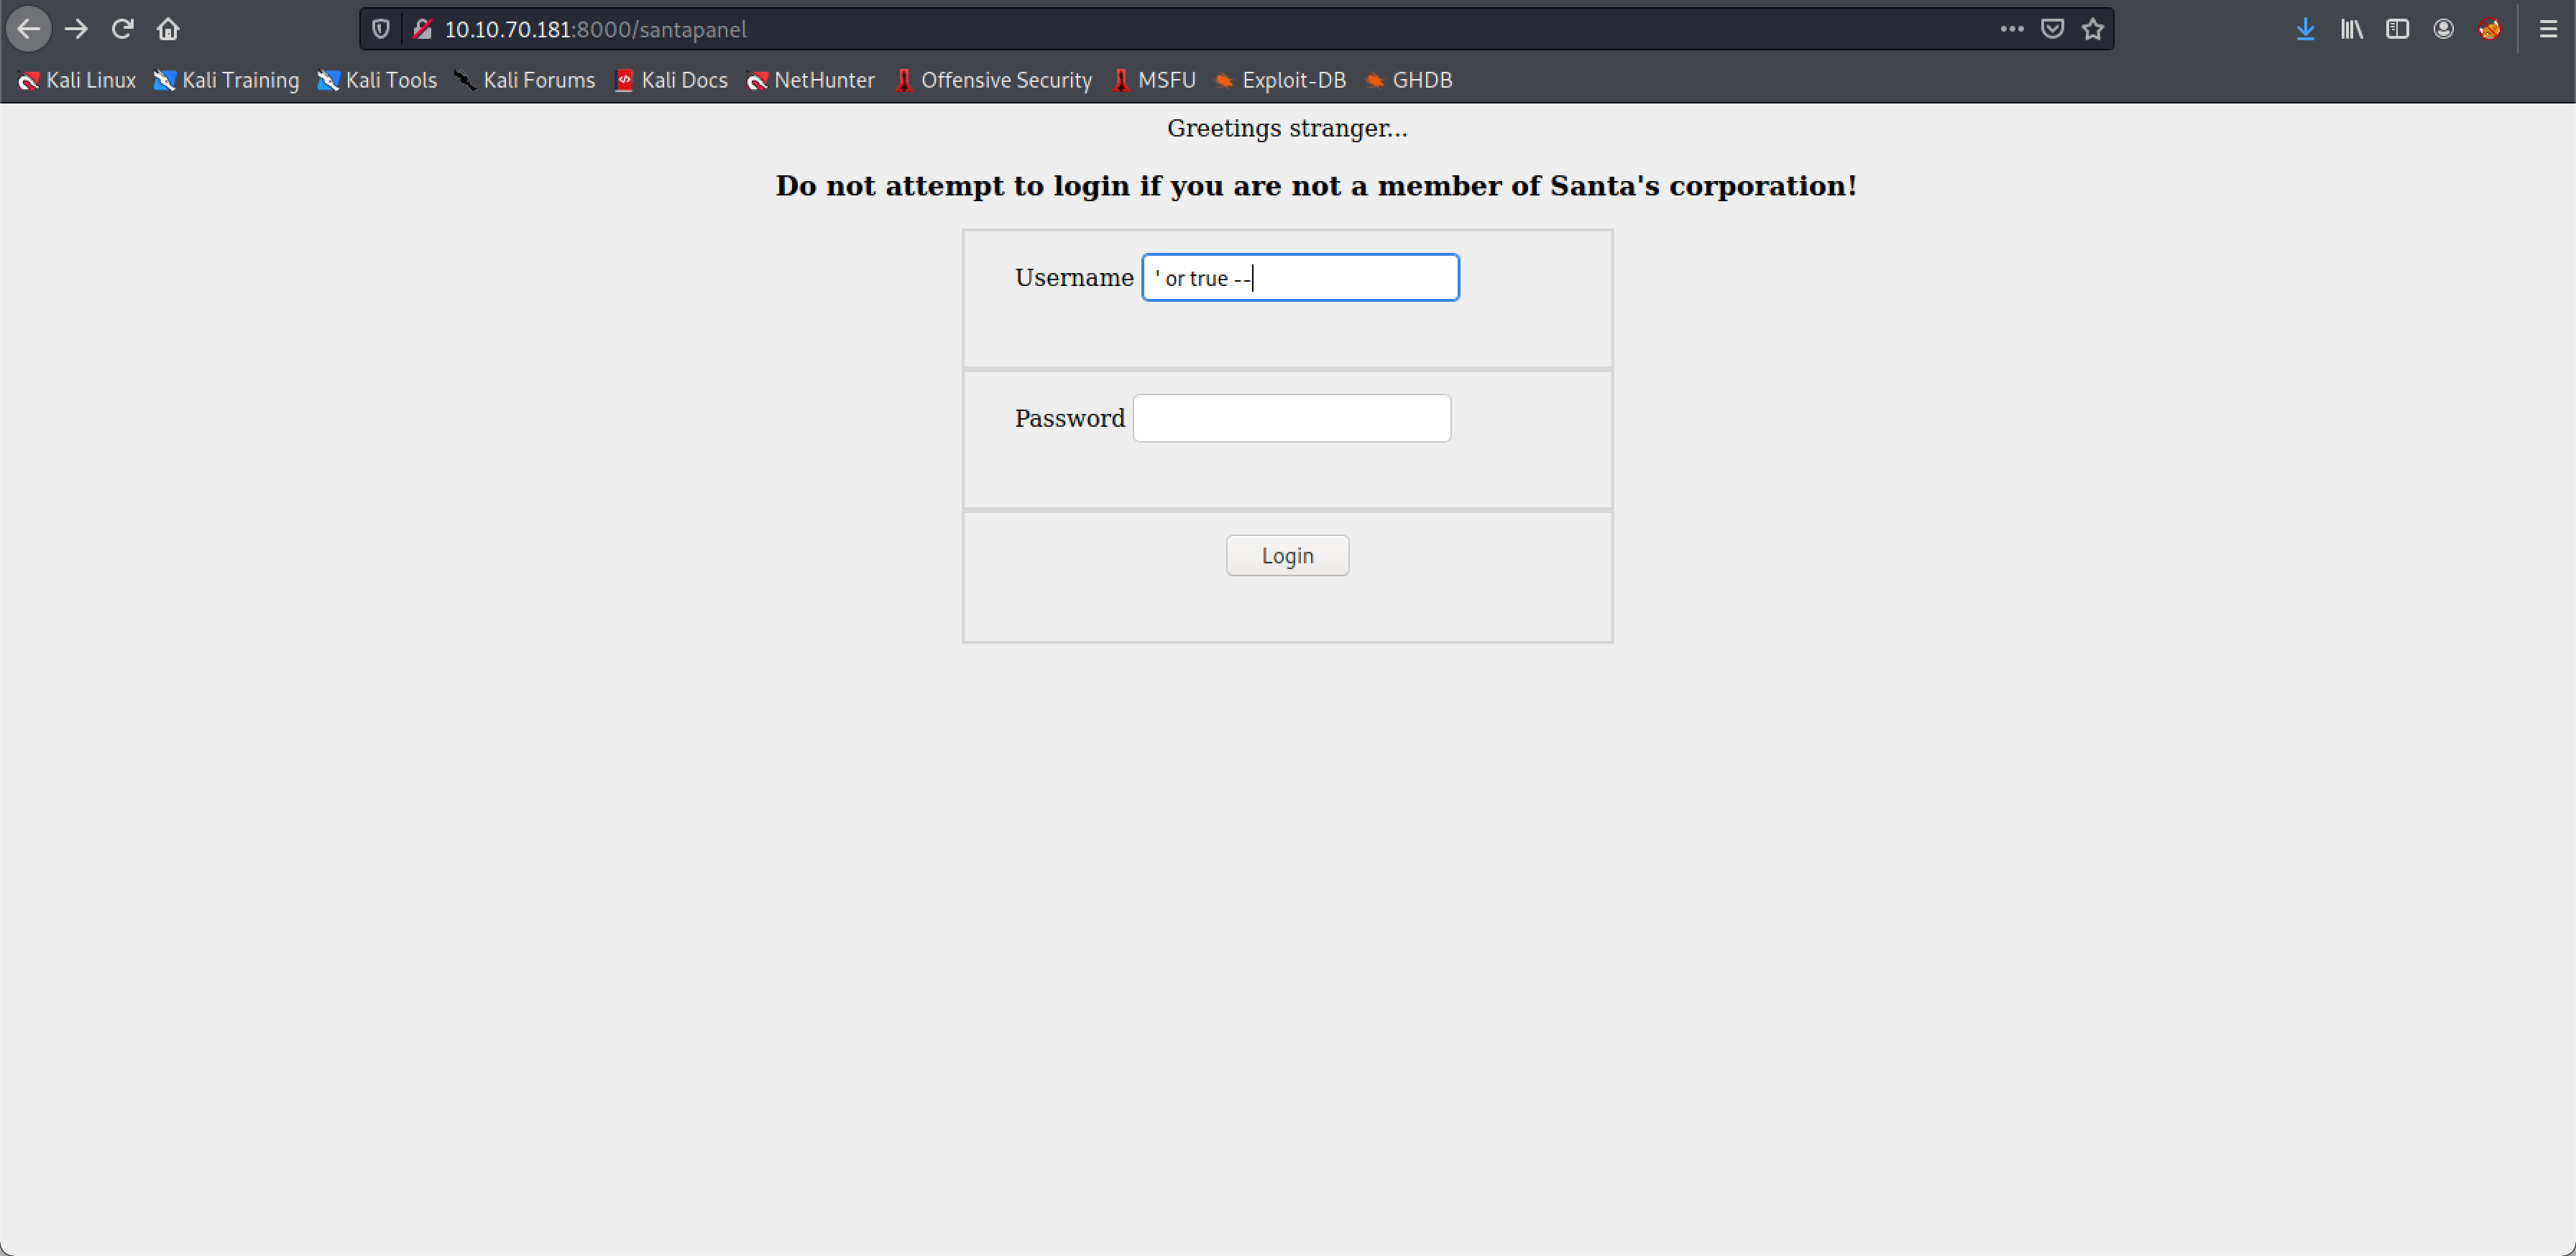 10.10.70.181:8000/santapanel
Kali Linux Kali Training Kali Tools Kali Forums Kali Docs NetHunter Offensive Security MSFU Exploit-DB GHDB
Greetings stranger...
Do not attempt to login if you are not a member of Santa's corporation!
Username ' or true --
Password
Login